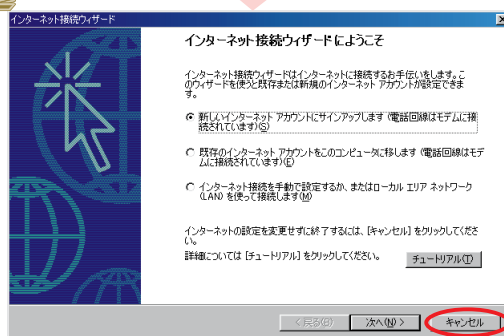 インターネット接続ウィザード
インターネット接続ウィザードにようこそ
インターネット接続ウィザードはインターネットに接続するお手伝いをします。こ
のウィザードを使うと既存または新規のインターネット アカウントが設定できま
す。
新しいインターネット アカウントにサインアップします (電話回線はモデムに接
続されています)(S)
既存のインターネット アカウントをこのコンピュータに移します (電話回線はモデ
ムに接続されています)(E)
インターネット接続を手動で設定するか、またはローカル エリア ネットワーク
(LAN) を使って接続します(M)
インターネットの設定を変更せずに終了するには、[キャンセル] をクリックしてくださ
い。
詳細については [チュートリアル] をクリックしてください。
チュートリアル(T)
< 戻る(B)
次へ(N) >
キャンセル